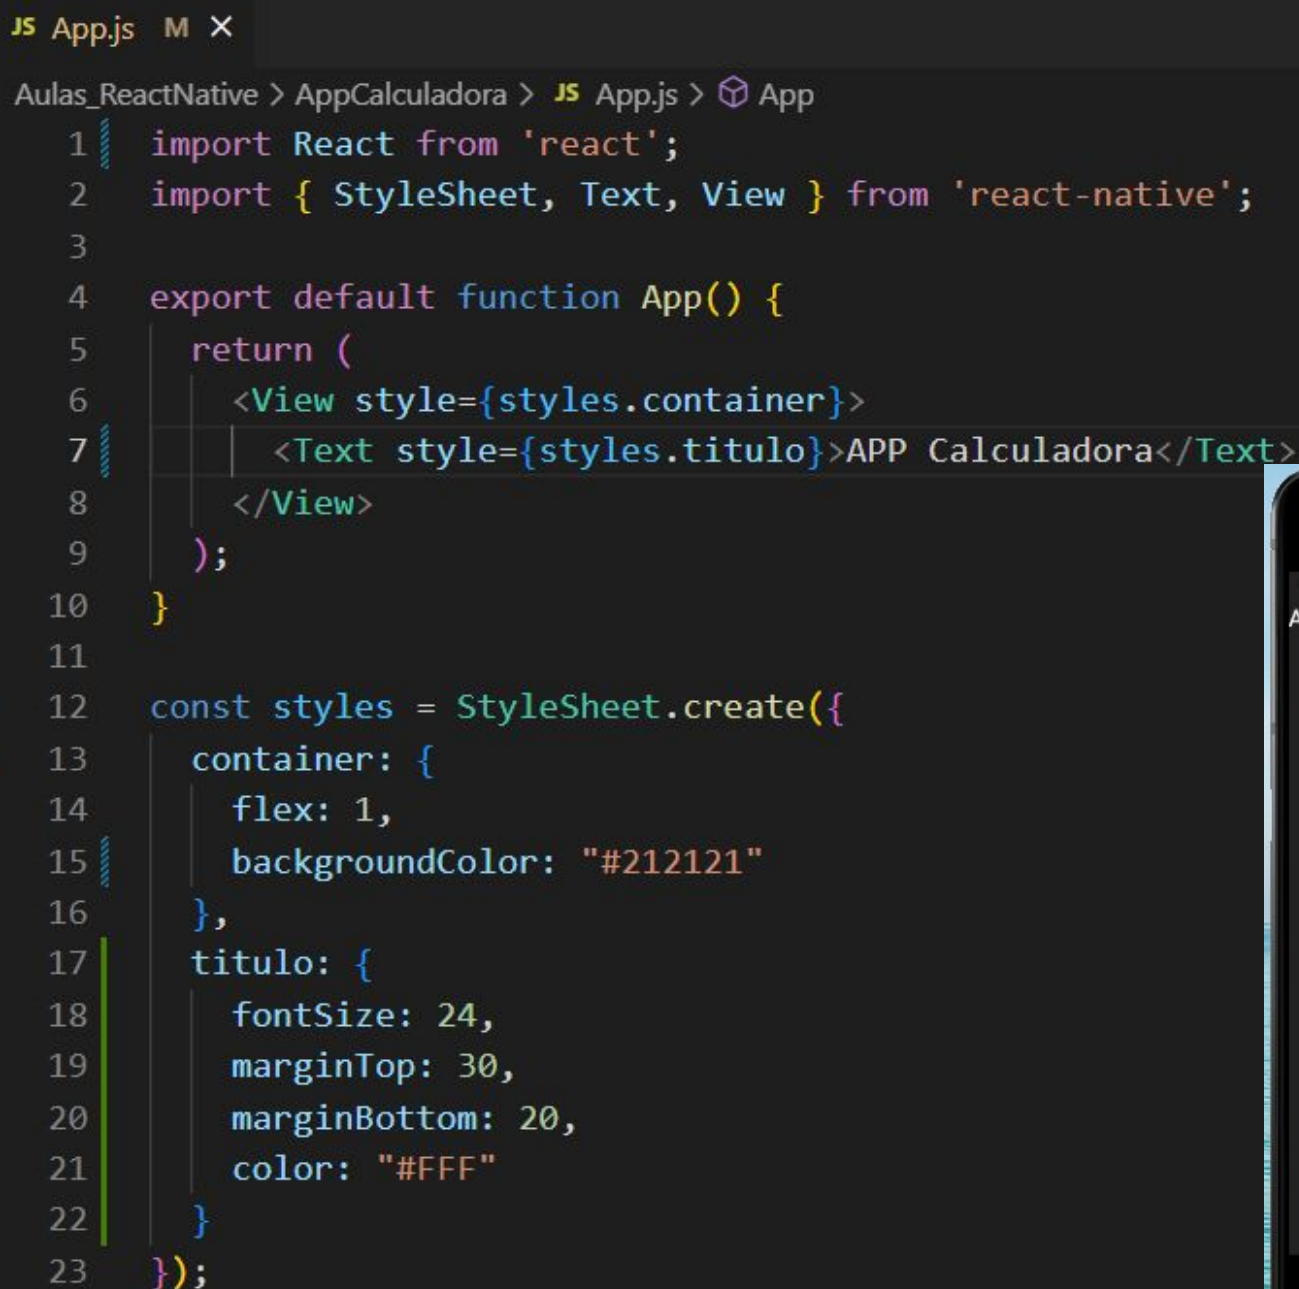 JS App.js M ×
Aulas_ReactNative > AppCalculadora > JS App.js > App
1 import React from 'react';
2 import { StyleSheet, Text, View } from 'react-native';
3
4 export default function App() {
5   return (
6     <View style={styles.container}>
7       <Text style={styles.titulo}>APP Calculadora</Text>
8     </View>
9   );
10 }
11
12 const styles = StyleSheet.create({
13   container: {
14     flex: 1,
15     backgroundColor: "#212121"
16   },
17   titulo: {
18     fontSize: 24,
19     marginTop: 30,
20     marginBottom: 20,
21     color: "#FFF"
22   }
23 });